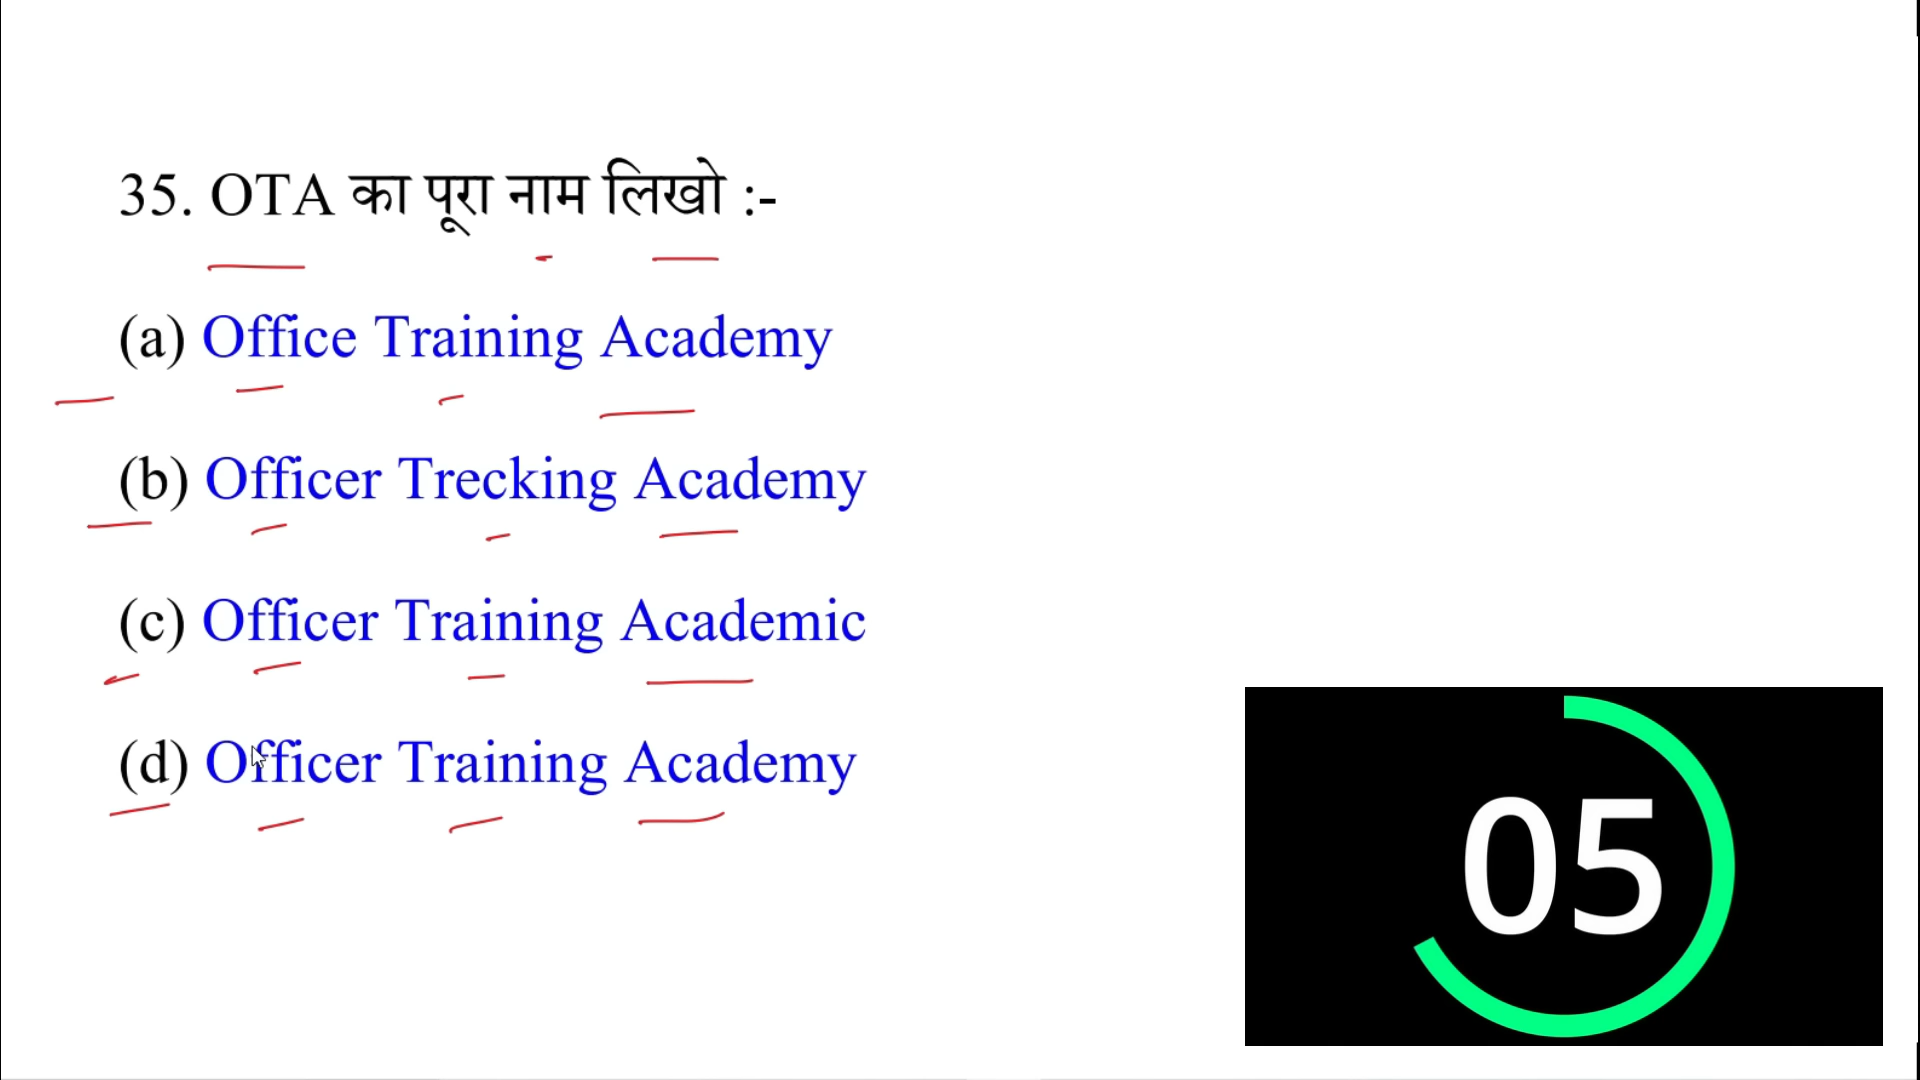 35. OTA का पूरा नाम लिखो :-
(a) Office Training Academy
(b) Officer Trecking Academy
(c) Officer Training Academic
(d) Officer Training Academy
05